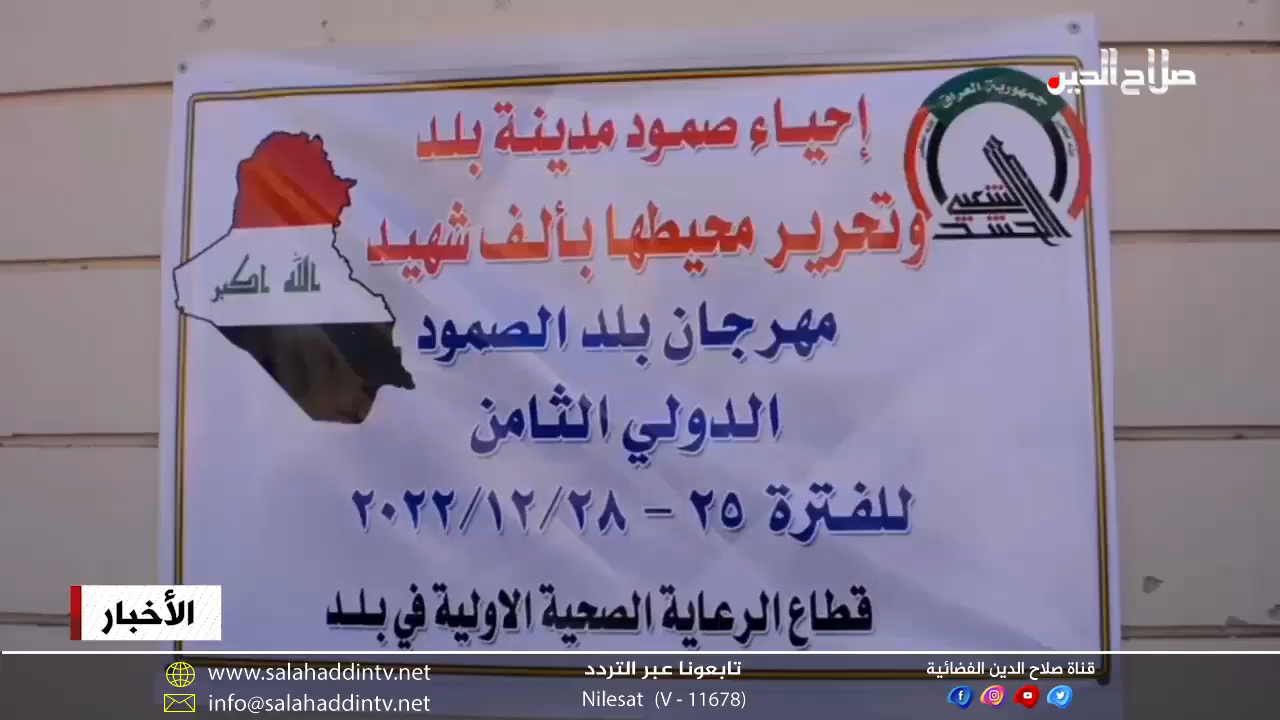 صلاح الدين
جمهورية العراق
الحشد الشعبي
إحياء صمود مدينة بلد
وتحرير محيطها بألف شهيد
الله اكبر
مهرجان بلد الصمود
الدولي الثامن
للفترة ٢٥ - ٢٠٢٢/١٢/٢٨
قطاع الرعاية الصحية الاولية في بلد
الأخبار
قناة صلاح الدين الفضائية
تابعونا عبر التردد
Nilesat (V - 11678)
www.salahaddintv.net
info@salahaddintv.net